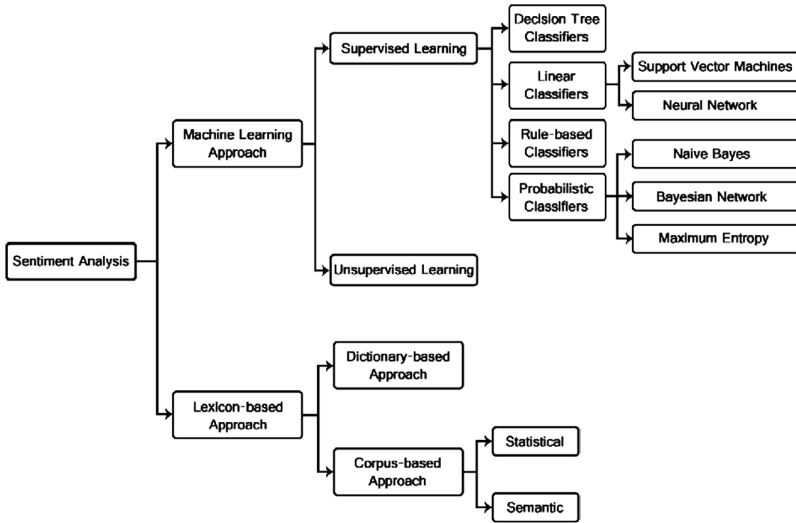 Decision Tree
Classifiers
Supervised Learning
Linear
Classifiers
Support Vector Machines
Neural Network
Machine Learning
Approach
Rule-based
Classifiers
Naive Bayes
Probabilistic
Classifiers
Bayesian Network
Maximum Entropy
Sentiment Analysis
Unsupervised Learning
Dictionary-based
Approach
Lexicon-based
Approach
Corpus-based
Approach
Statistical
Semantic